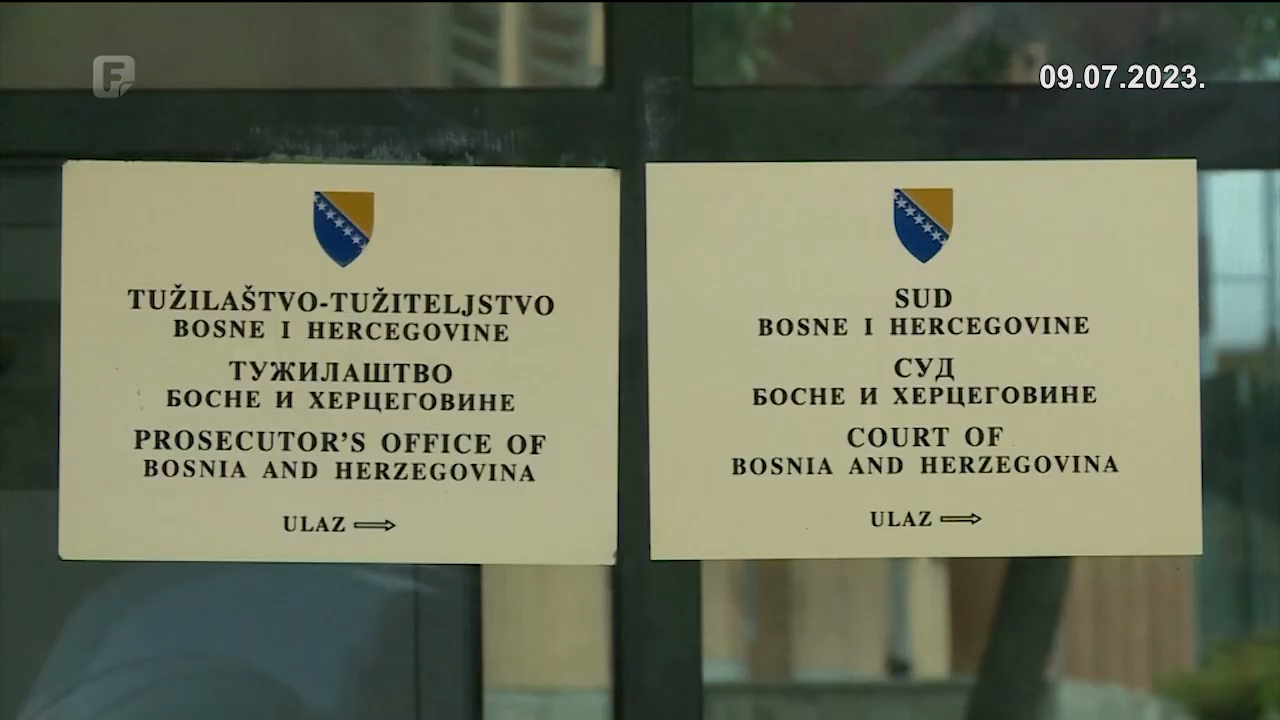 F
09.07.2023.
TUŽILAŠTVO-TUŽITELJSTVO
BOSNE I HERCEGOVINE
ТУЖИЛАШТВО
БОСНЕ И ХЕРЦЕГОВИНЕ
PROSECUTOR'S OFFICE OF
BOSNIA AND HERZEGOVINA
ULAZ
SUD
BOSNE I HERCEGOVINE
СУД
БОСНЕ И ХЕРЦЕГОВИНЕ
COURT OF
BOSNIA AND HERZEGOVINA
ULAZ